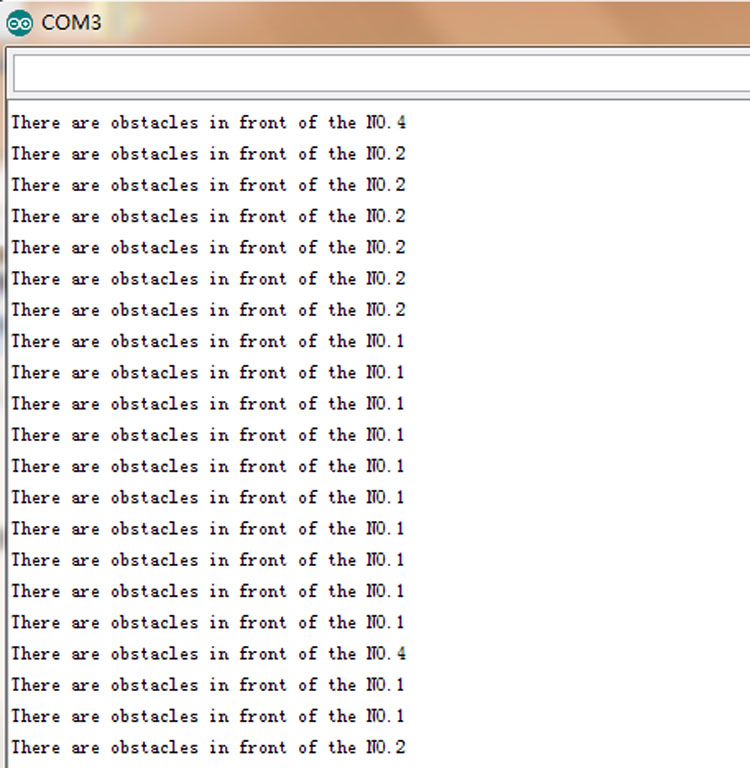 COM3
There are obstacles in front of the NO.4
There are obstacles in front of the NO.2
There are obstacles in front of the NO.2
There are obstacles in front of the NO.2
There are obstacles in front of the NO.2
There are obstacles in front of the NO.2
There are obstacles in front of the NO.2
There are obstacles in front of the NO.1
There are obstacles in front of the NO.1
There are obstacles in front of the NO.1
There are obstacles in front of the NO.1
There are obstacles in front of the NO.1
There are obstacles in front of the NO.1
There are obstacles in front of the NO.1
There are obstacles in front of the NO.1
There are obstacles in front of the NO.1
There are obstacles in front of the NO.1
There are obstacles in front of the NO.4
There are obstacles in front of the NO.1
There are obstacles in front of the NO.1
There are obstacles in front of the NO.2